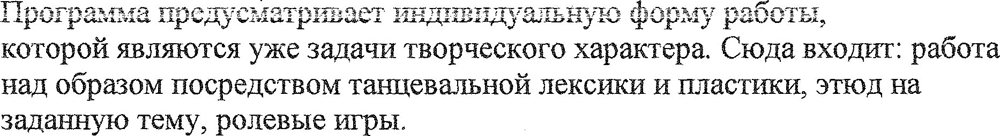 Программа предусматривает индивидуальную форму работы,
которой являются уже задачи творческого характера. Сюда входит: работа
над образом посредством танцевальной лексики и пластики, этюд на
заданную тему, ролевые игры.